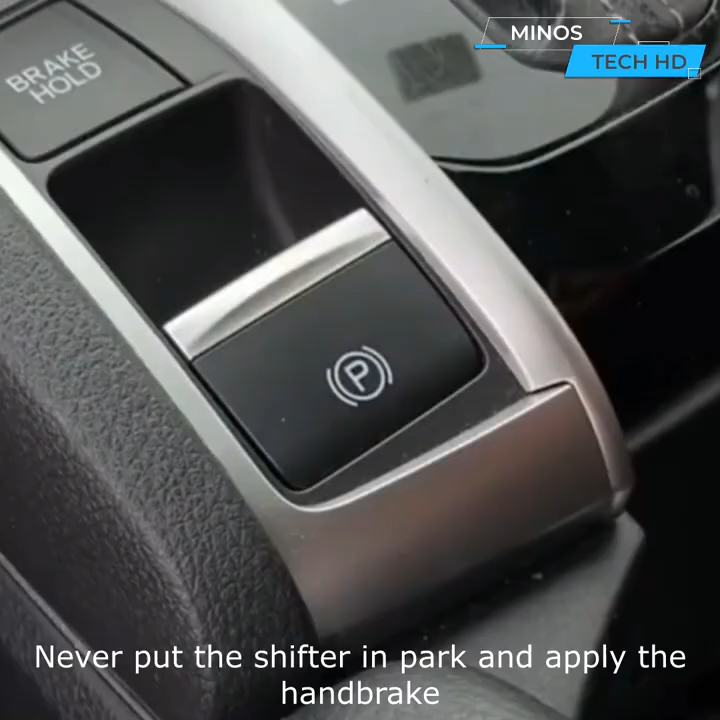 MINOS
TECH HD
BRAKE
HOLD
P
Never put the shifter in park and apply the
handbrake